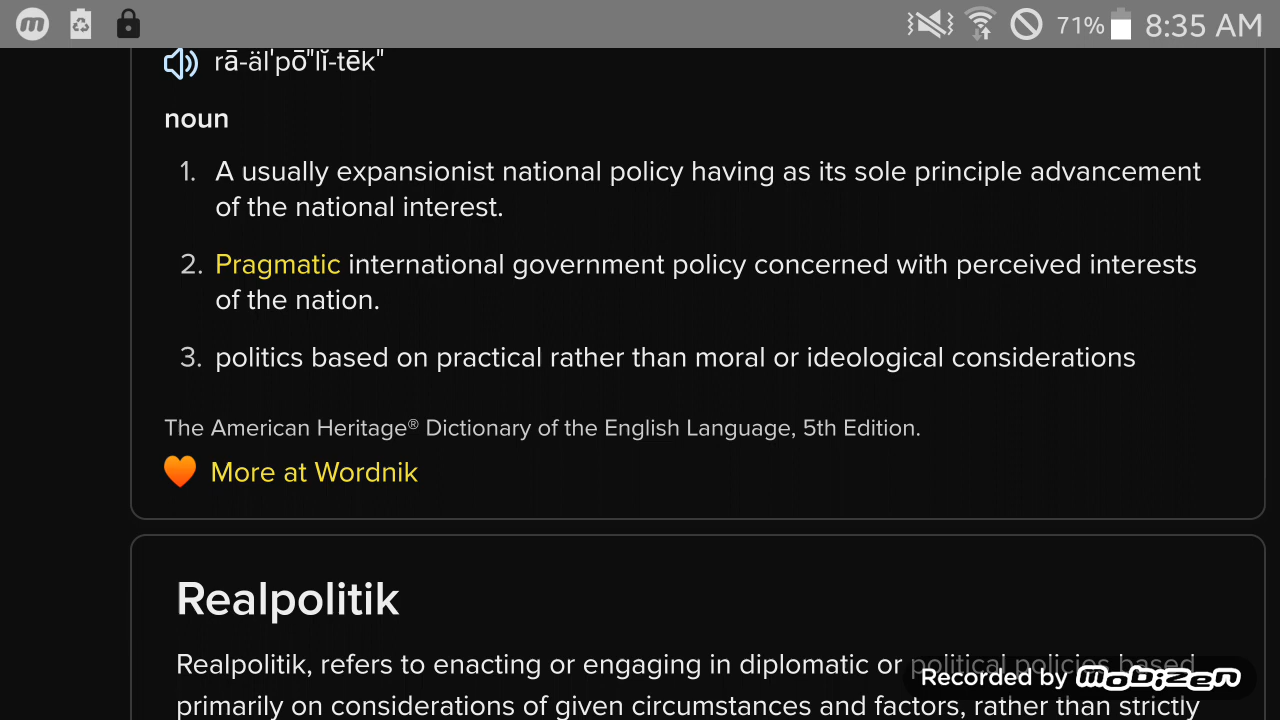 71% 8:35 AM
rā-äl'pō"lĭ-tēk"
noun
1. A usually expansionist national policy having as its sole principle advancement
of the national interest.
2. Pragmatic international government policy concerned with perceived interests
of the nation.
3. politics based on practical rather than moral or ideological considerations
The American Heritage® Dictionary of the English Language, 5th Edition.
More at Wordnik
Realpolitik
Realpolitik, refers to enacting or engaging in diplomatic or political policies based
Recorded by mobizen
primarily on considerations of given circumstances and factors, rather than strictly